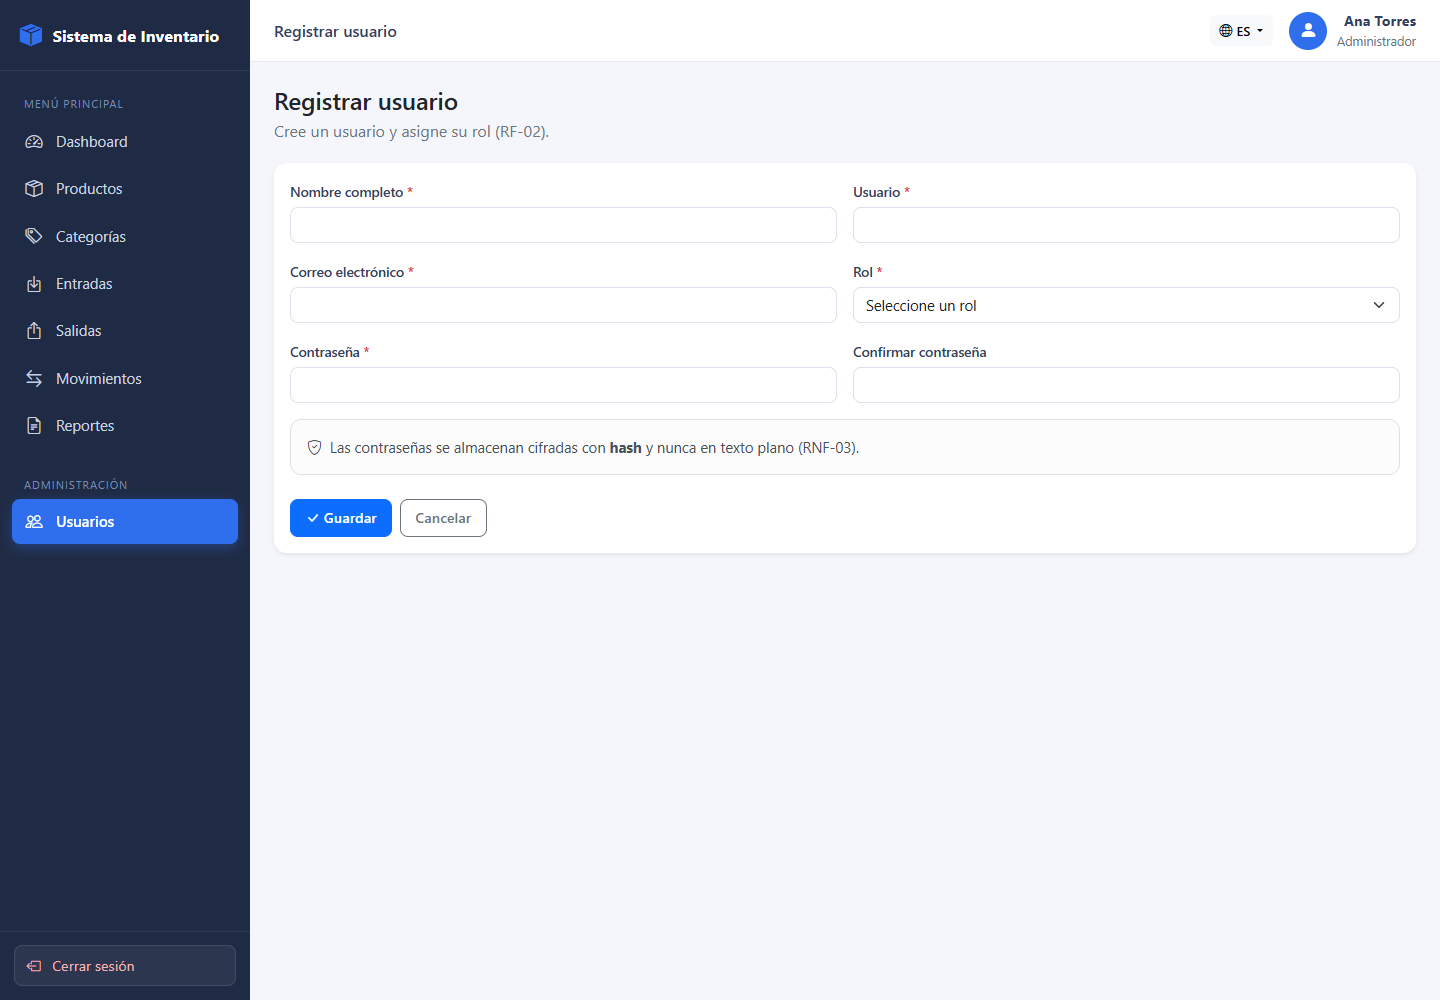 Sistema de Inventario
MENÚ PRINCIPAL
Dashboard
Productos
Categorías
Entradas
Salidas
Movimientos
Reportes
ADMINISTRACIÓN
Usuarios
Cerrar sesión
Registrar usuario
ES
Ana Torres
Administrador
Registrar usuario
Cree un usuario y asigne su rol (RF-02).
Nombre completo *
Usuario *
Correo electrónico *
Rol *
Seleccione un rol
Contraseña *
Confirmar contraseña
Las contraseñas se almacenan cifradas con hash y nunca en texto plano (RNF-03).
Guardar
Cancelar